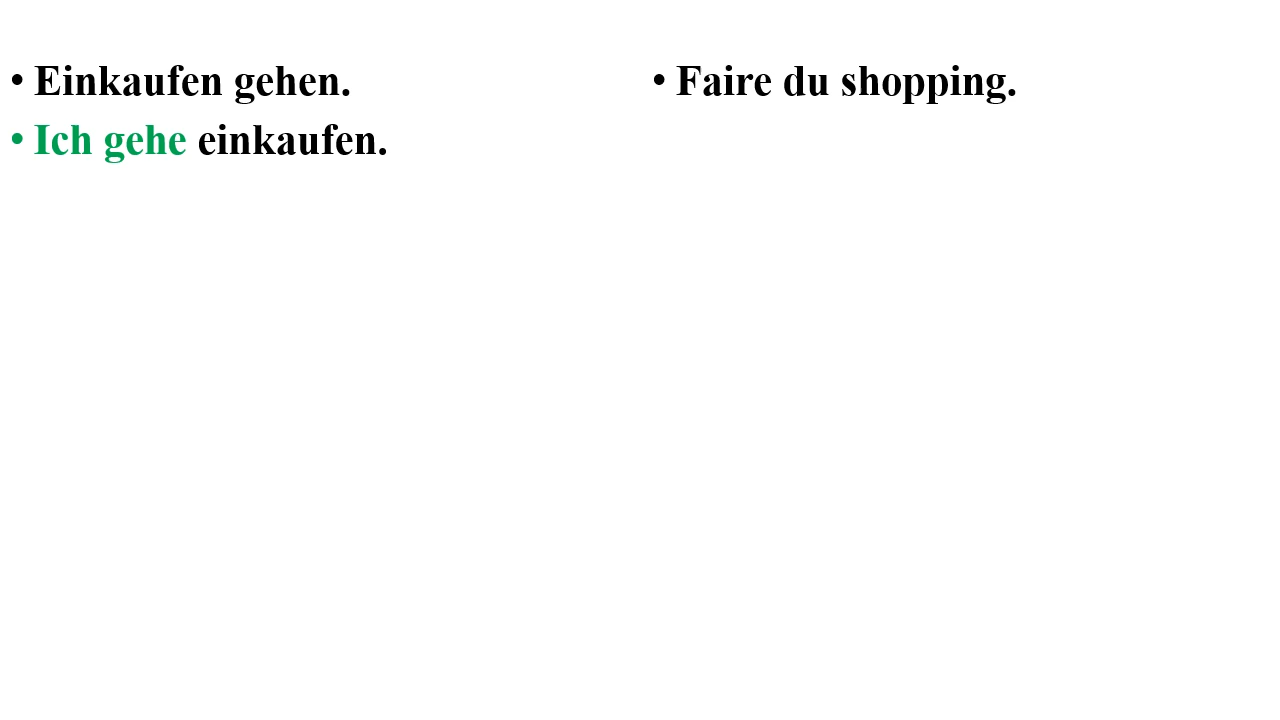 • Einkaufen gehen.
• Ich gehe einkaufen.
• Faire du shopping.